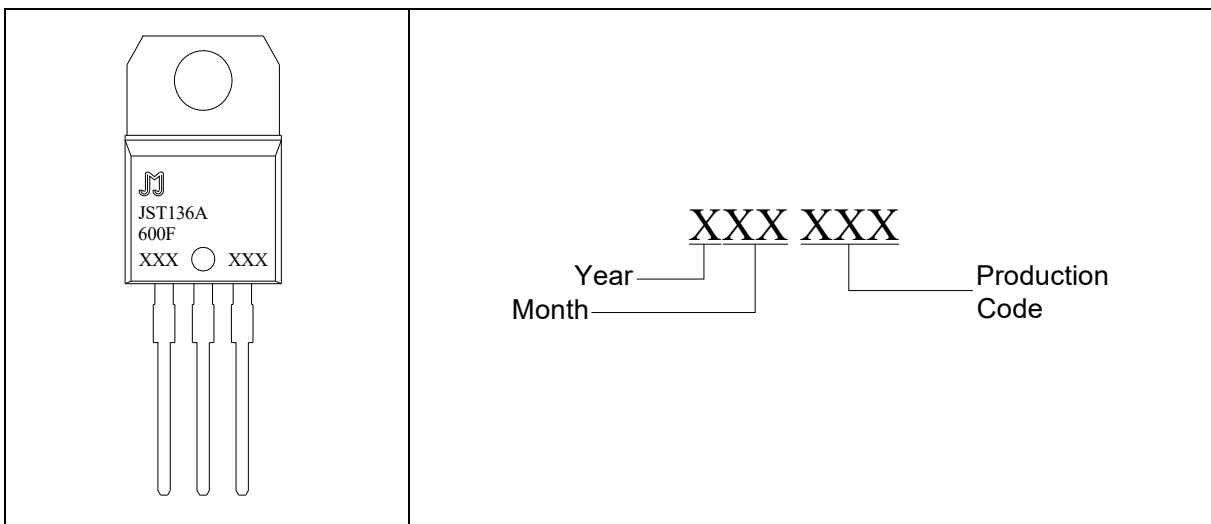 JST136A
600F
XXX XXX
XXX XXX
Year
Month
Production
Code